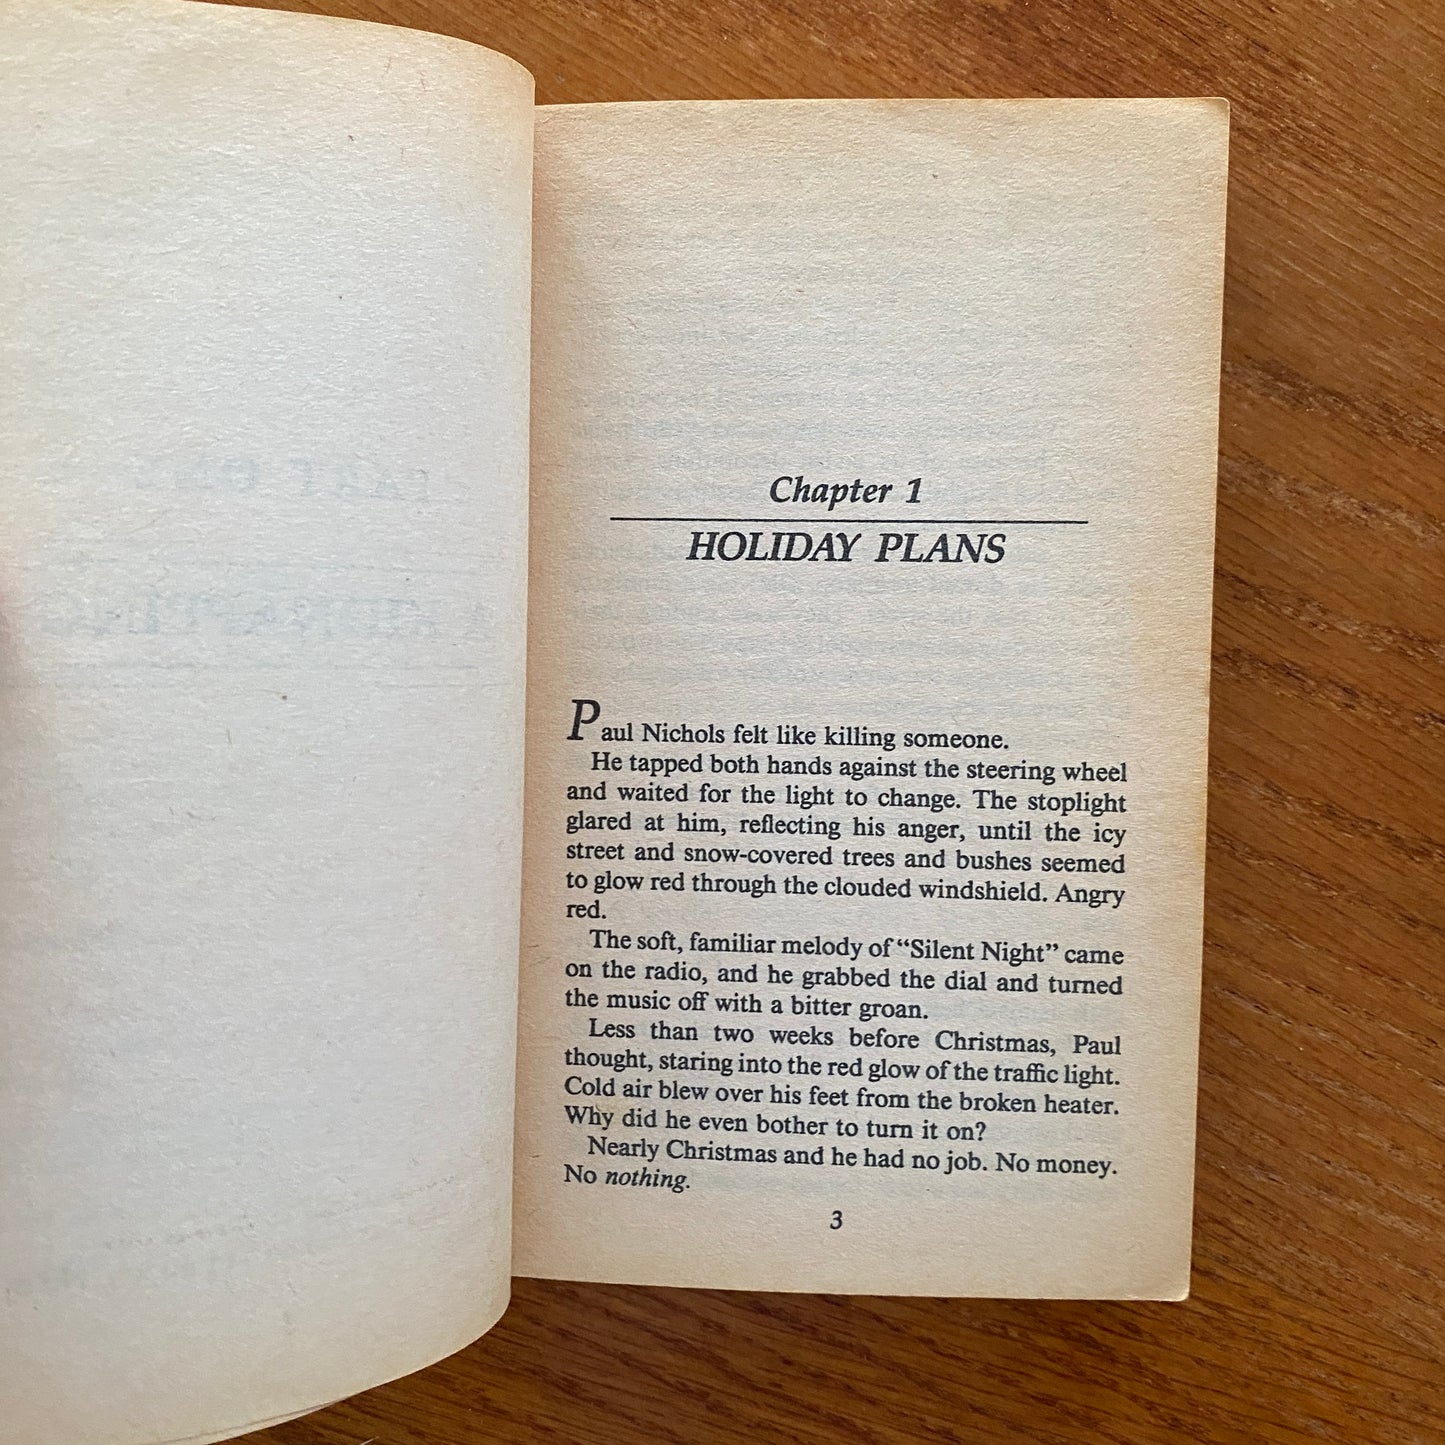 Chapter 1
HOLIDAY PLANS
Paul Nichols felt like killing someone.
He tapped both hands against the steering wheel
and waited for the light to change. The stoplight
glared at him, reflecting his anger, until the icy
street and snow-covered trees and bushes seemed
to glow red through the clouded windshield. Angry
red.
The soft, familiar melody of “Silent Night” came
on the radio, and he grabbed the dial and turned
the music off with a bitter groan.
Less than two weeks before Christmas, Paul
thought, staring into the red glow of the traffic light.
Cold air blew over his feet from the broken heater.
Why did he even bother to turn it on?
Nearly Christmas and he had no job. No money.
No nothing.
3